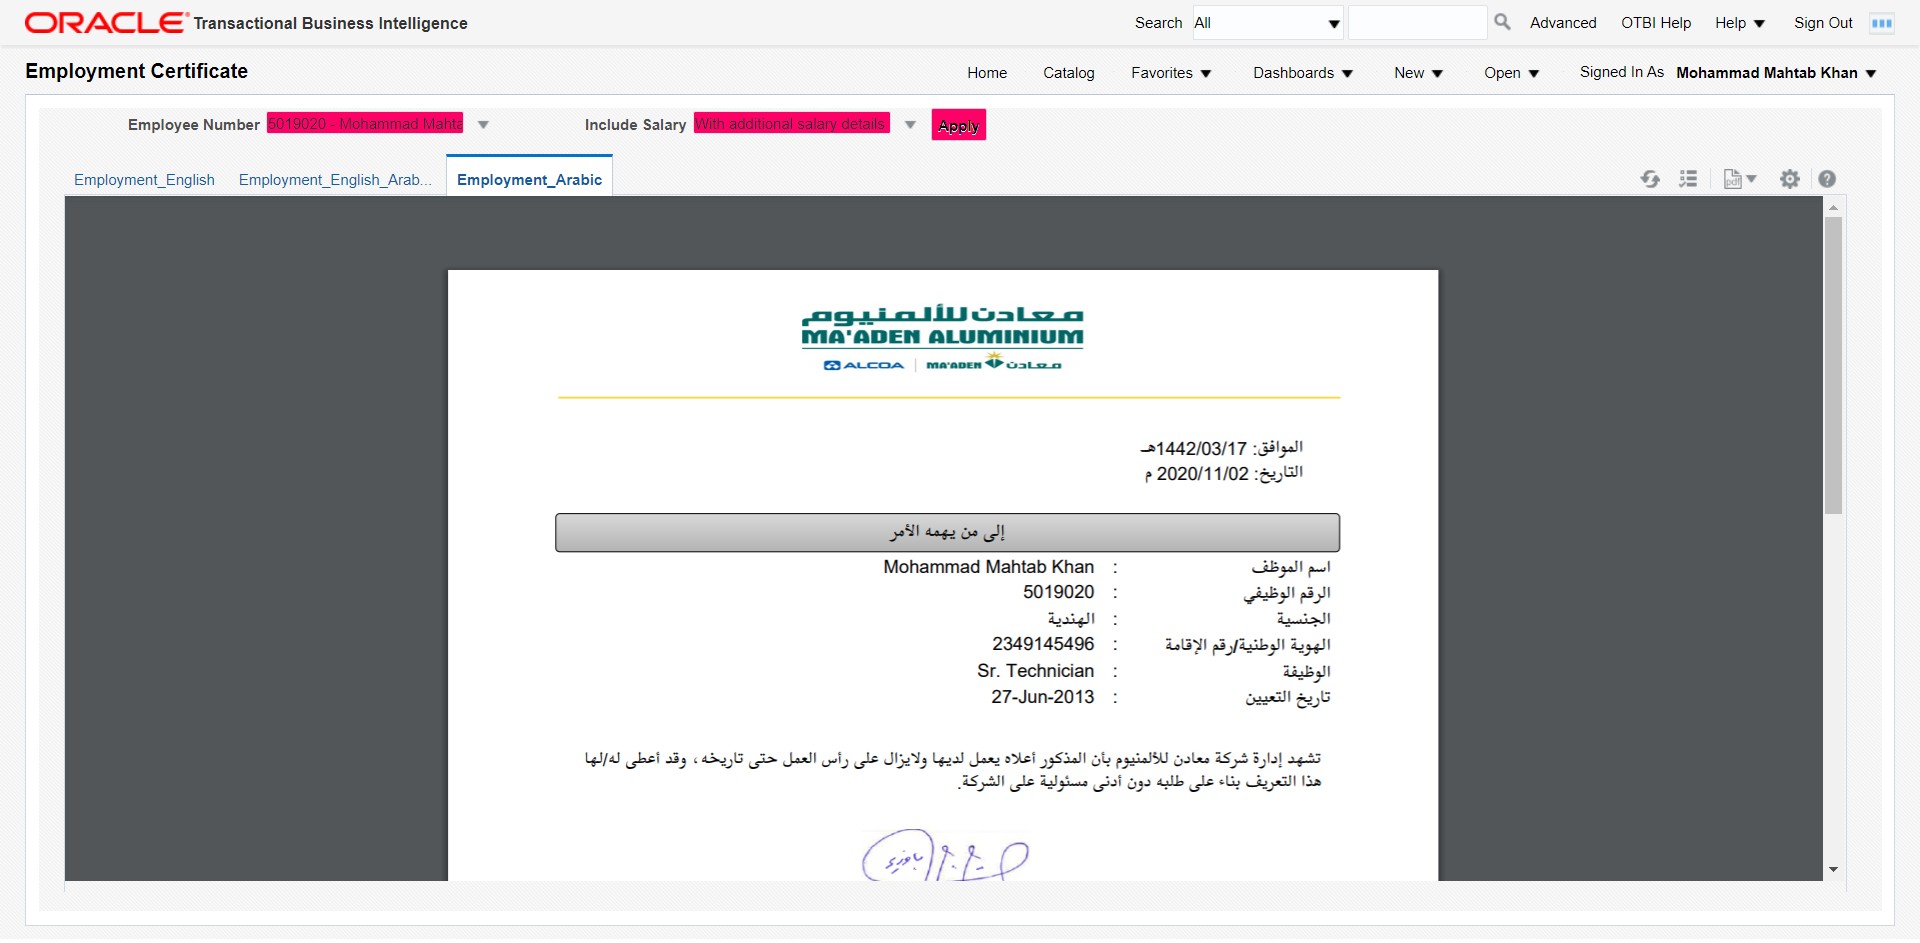 ORACLE Transactional Business Intelligence Search All Advanced OTBI Help Help Sign Out
Employment Certificate Home Catalog Favorites Dashboards New Open Signed In As Mohammad Mahtab Khan
Employee Number 5019020 - Mohammad Mahta Include Salary With additional salary details Apply
Employment_English Employment_English_Arab... Employment_Arabic
pdf
معادن للألمنيوم
MA'ADEN ALUMINIUM
ALCOA MA'ADEN معادن
الموافق: 1442/03/17هـ
التاريخ: 2020/11/02 م
إلى من يهمه الأمر
اسم الموظف : Mohammad Mahtab Khan
الرقم الوظيفي : 5019020
الجنسية : الهندية
الهوية الوطنية/رقم الإقامة : 2349145496
الوظيفة : Sr. Technician
تاريخ التعيين : 27-Jun-2013
تشهد إدارة شركة معادن للألمنيوم بأن المذكور أعلاه يعمل لديها ولايزال على رأس العمل حتى تاريخه، وقد أعطى له/لها
هذا التعريف بناء على طلبه دون أدنى مسئولية على الشركة.